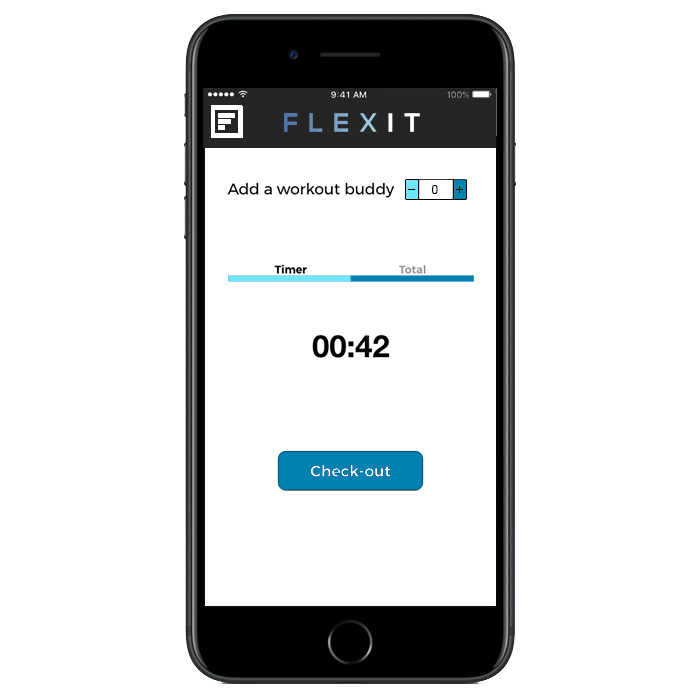 9:41 AM 100%
FLEXIT
Add a workout buddy - 0 +
Timer Total
00:42
Check-out